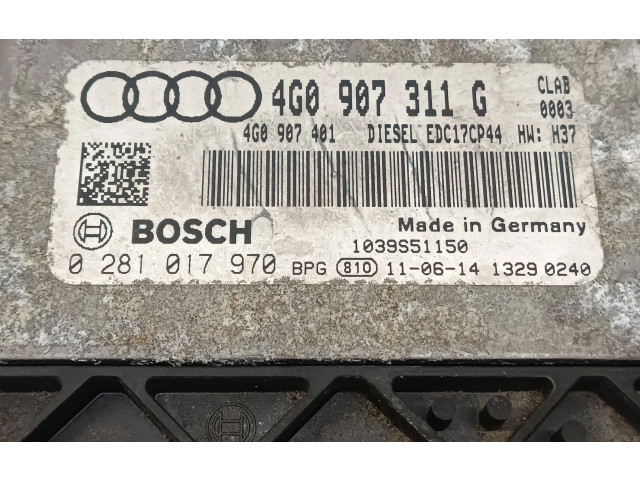 4G0 907 311 G CLAB 0003
4G0 907 401 DIESEL EDC17CP44 HW: H37
BOSCH Made in Germany
1039S51150
0 281 017 970 BPG 810 11-06-14 1329 0240